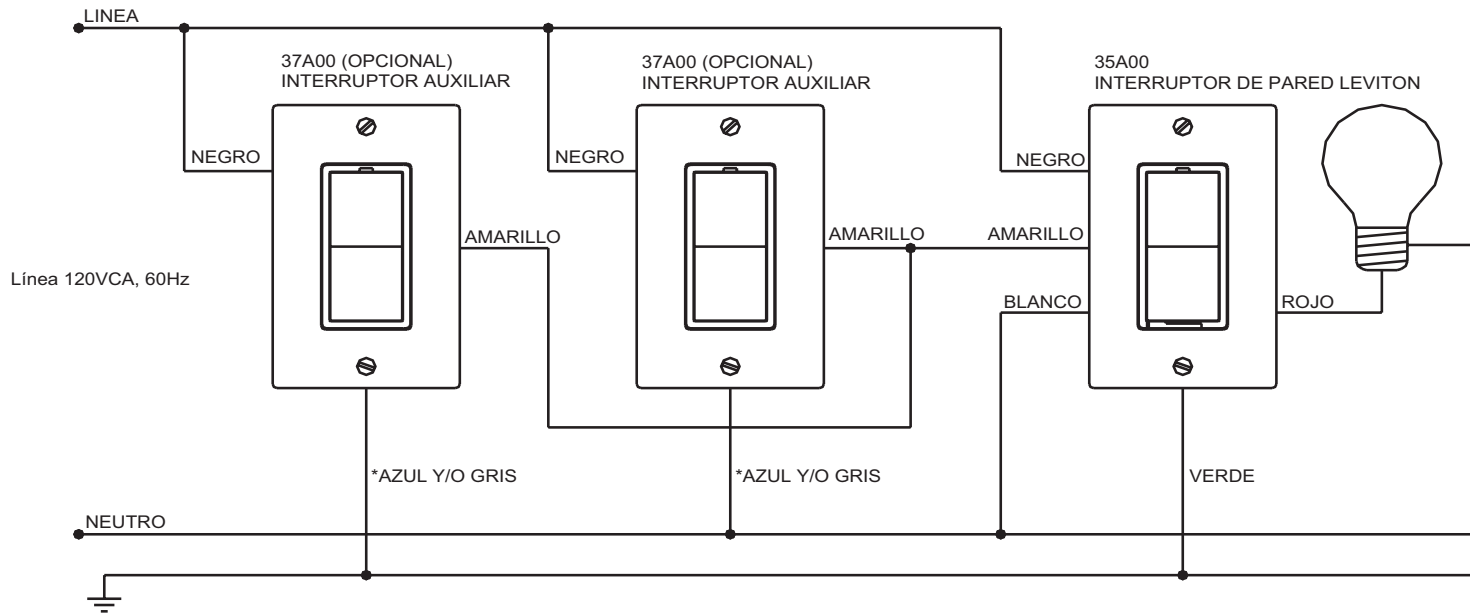 LINEA
37A00 (OPCIONAL)
INTERRUPTOR AUXILIAR
37A00 (OPCIONAL)
INTERRUPTOR AUXILIAR
35A00
INTERRUPTOR DE PARED LEVITON
NEGRO
NEGRO
NEGRO
AMARILLO
AMARILLO
AMARILLO
Línea 120VCA, 60Hz
BLANCO
ROJO
*AZUL Y/O GRIS
*AZUL Y/O GRIS
VERDE
NEUTRO